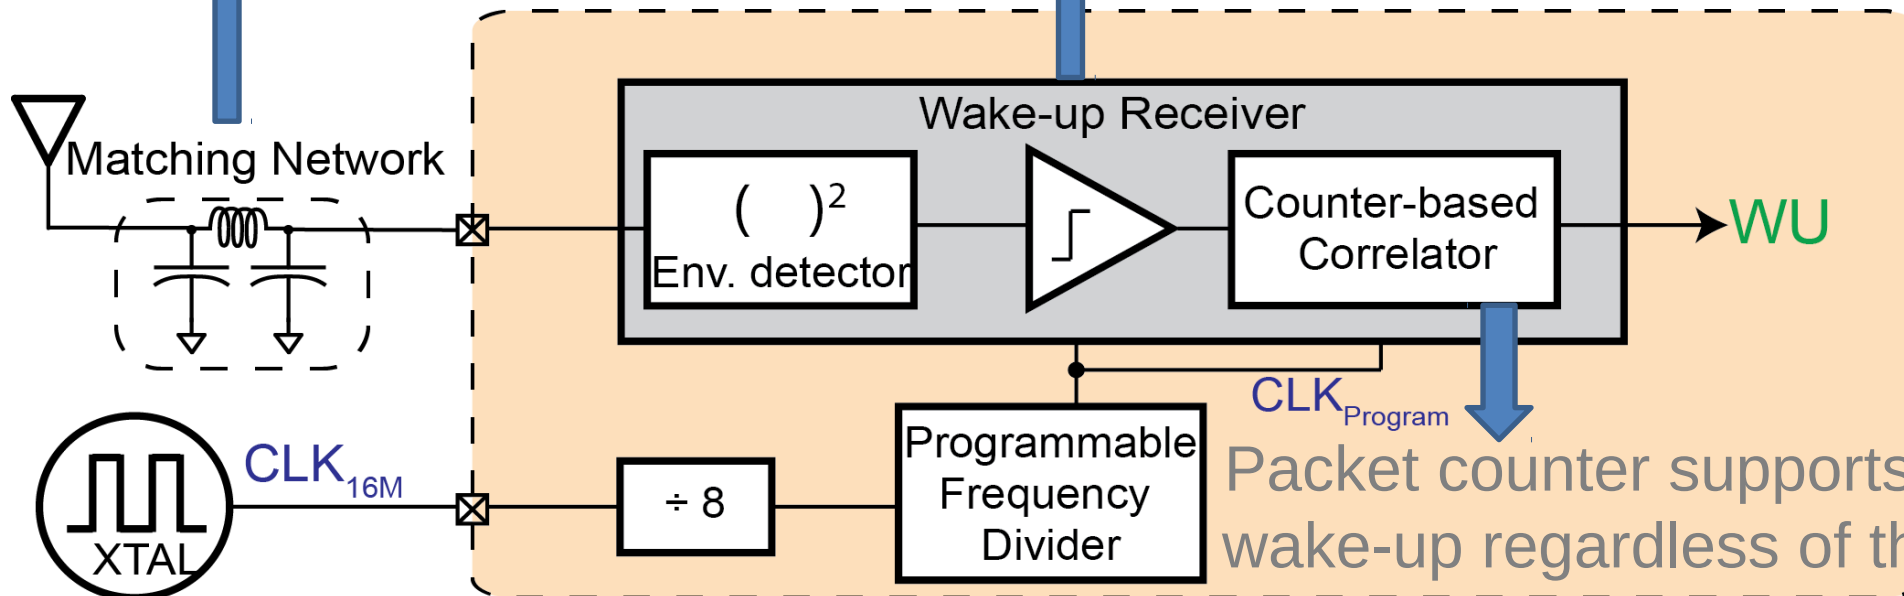 Wake-up Receiver
Matching Network
( )²
Env. detector
Counter-based
Correlator
WU
CLK16M
XTAL
÷ 8
Programmable
Frequency
Divider
CLKProgram
Packet counter supports
wake-up regardless of